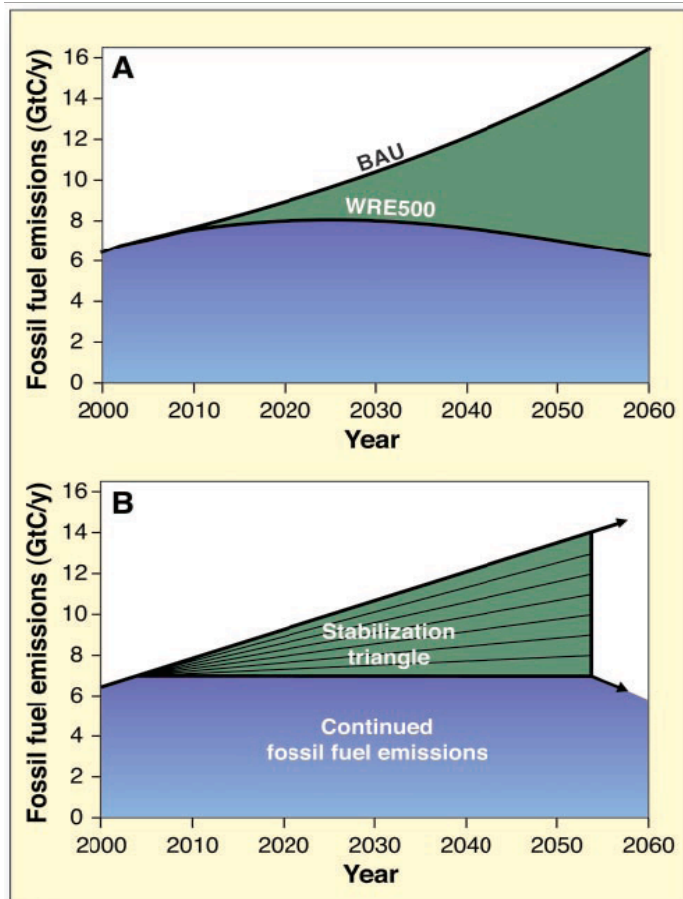 A
Fossil fuel emissions (GtC/y)
16
14
12
10
8
6
4
2
0
BAU
WRE500
2000 2010 2020 2030 2040 2050 2060
Year
B
Fossil fuel emissions (GtC/y)
16
14
12
10
8
6
4
2
0
Stabilization
triangle
Continued
fossil fuel emissions
2000 2010 2020 2030 2040 2050 2060
Year